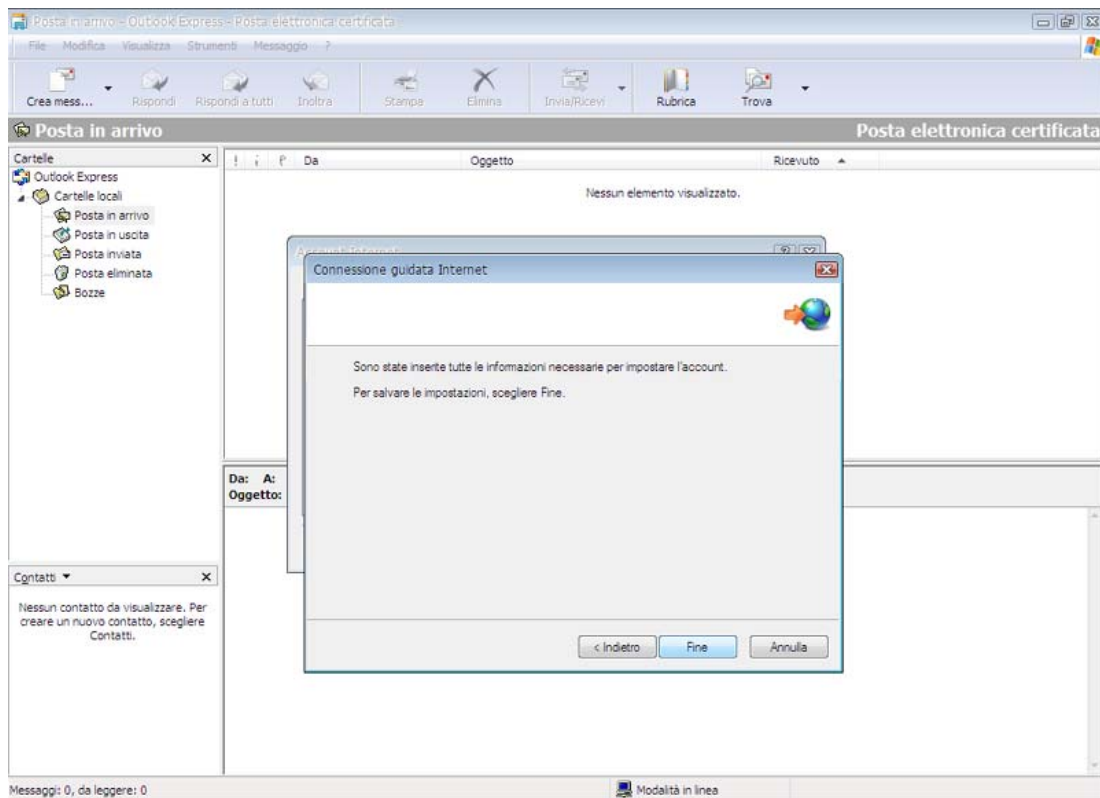 Posta in arrivo - Outlook Express - Posta elettronica certificata
File Modifica Visualizza Strumenti Messaggio ?
Crea mess... Rispondi Rispondi a tutti Inoltra Stampa Elimina Invia/Ricevi Rubrica Trova
Posta in arrivo Posta elettronica certificata
Cartelle
! Da Oggetto Ricevuto
Outlook Express
Nessun elemento visualizzato.
Cartelle locali
Posta in arrivo
Posta in uscita
Posta inviata
Posta eliminata
Bozze
Account Internet
Connessione guidata Internet
Sono state inserite tutte le informazioni necessarie per impostare l'account.
Per salvare le impostazioni, scegliere Fine.
Da: A:
Oggetto:
< Indietro Fine Annulla
Contatti
Nessun contatto da visualizzare. Per
creare un nuovo contatto, scegliere
Contatti.
Messaggi: 0, da leggere: 0 Modalità in linea